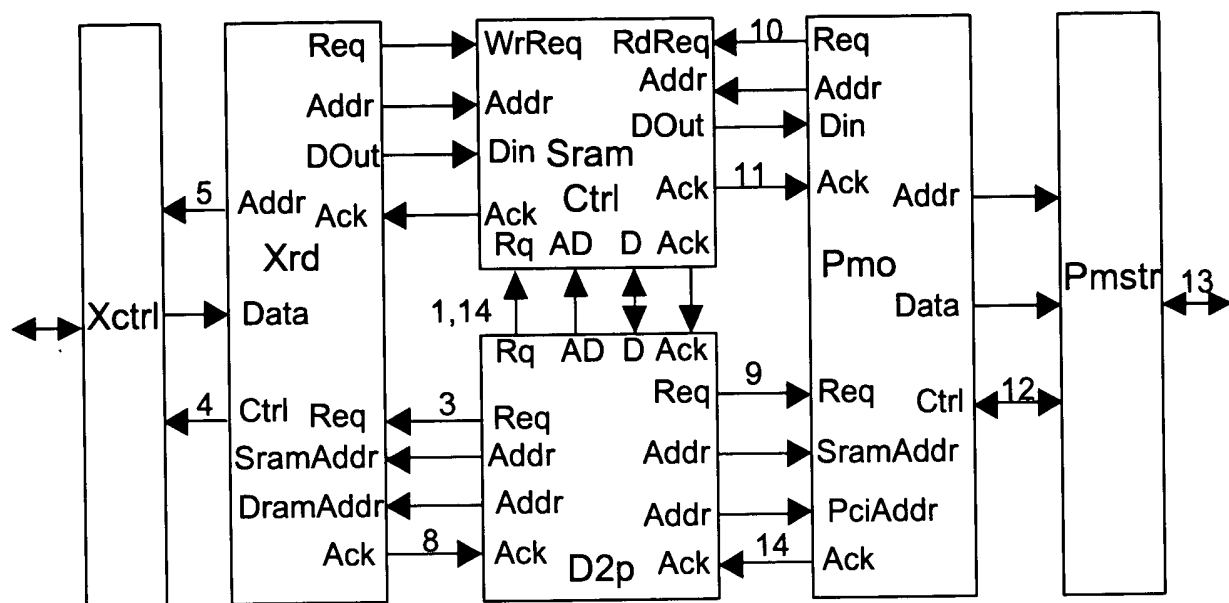 Req
WrReq
RdReq
10
Req
Addr
Addr
Addr
Addr
DOut
Din
DOut
Din
Sram
Ctrl
5
Addr
Ack
Ack
Ack
11
Ack
Addr
Rq
AD
D
Ack
Xrd
Pmo
Pmstr
13
Xctrl
Data
1,14
Data
Rq
AD
D
Ack
Req
9
Req
Ctrl
12
4
Ctrl
Req
3
Req
SramAddr
Addr
Addr
SramAddr
DramAddr
Addr
Addr
PciAddr
Ack
8
Ack
D2p
Ack
14
Ack